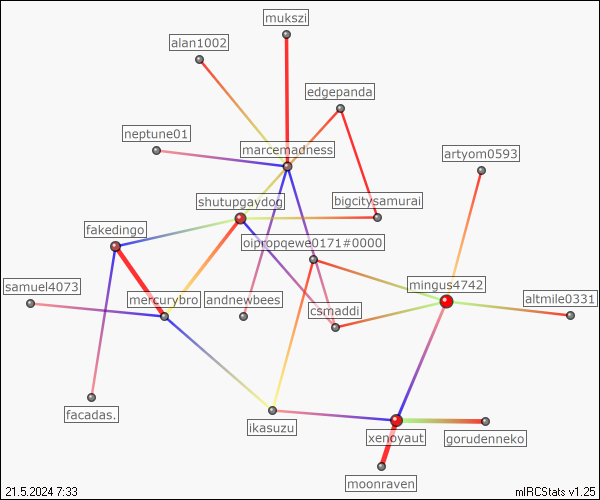 mukszi
alan1002
edgepanda
neptune01
marcemadness
artyom0593
shutupgaydog
bigcitysamurai
fakedingo
oipropqewe0171#0000
samuel4073
mingus4742
mercurybro
andnewbees
csmaddi
altmile0331
facadas.
ikasuzu
xenoyaut
gorudenneko
moonraven
21.5.2024 7:33
mIRCStats v1.25